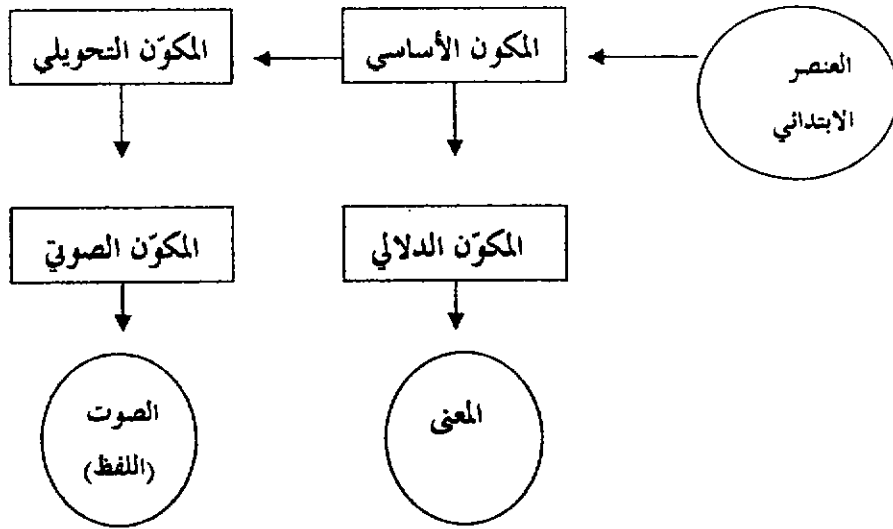 العنصر
الابتدائي
المكون الأساسي
المكوّن التحويلي
المكوّن الدلالي
المكوّن الصوتي
المعنى
الصوت
(اللفظ)